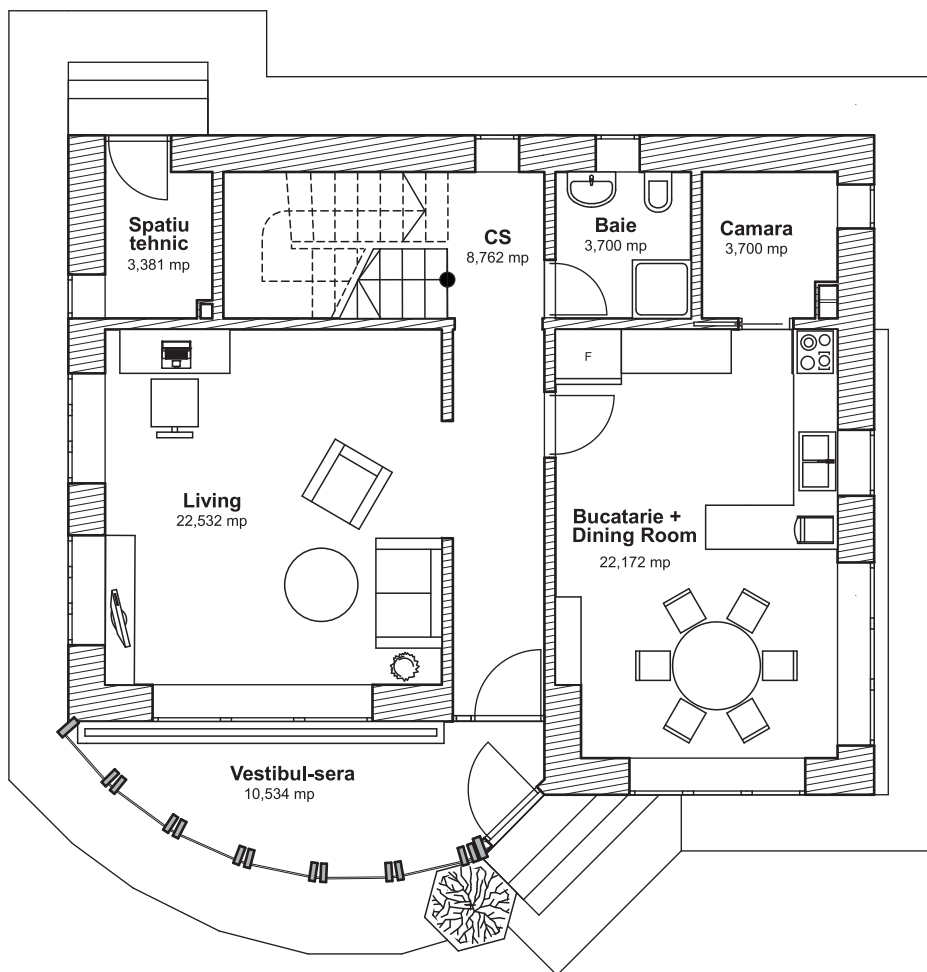 Spatiu
tehnic
3,381 mp
CS
8,762 mp
Baie
3,700 mp
Camara
3,700 mp
F
Living
22,532 mp
Bucatarie +
Dining Room
22,172 mp
Vestibul-sera
10,534 mp